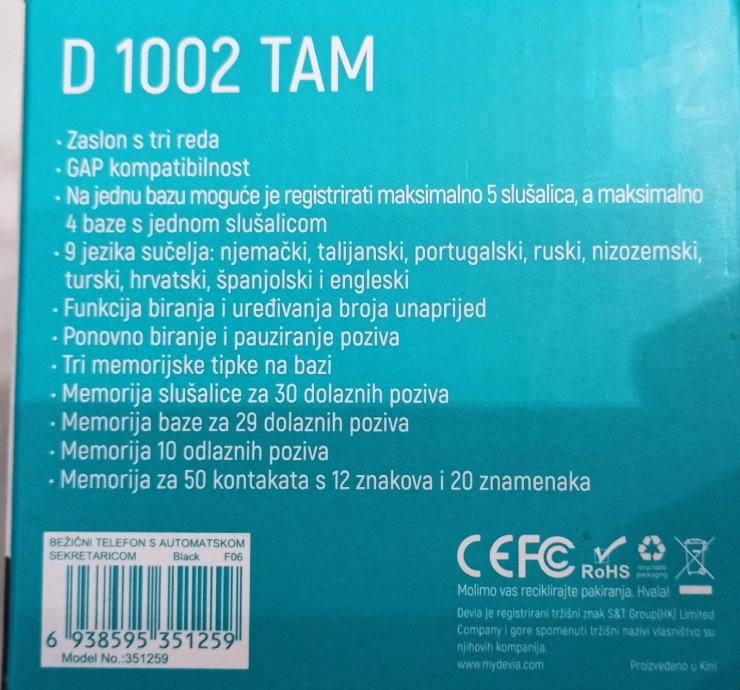 D 1002 TAM
· Zaslon s tri reda
· GAP kompatibilnost
· Na jednu bazu moguće je registrirati maksimalno 5 slušalica, a maksimalno
4 baze s jednom slušalicom
· 9 jezika sučelja: njemački, talijanski, portugalski, ruski, nizozemski,
turski, hrvatski, španjolski i engleski
· Funkcija biranja i uređivanja broja unaprijed
· Ponovno biranje i pauziranje poziva
· Tri memorijske tipke na bazi
· Memorija slušalice za 30 dolaznih poziva
· Memorija baze za 29 dolaznih poziva
· Memorija 10 odlaznih poziva
· Memorija za 50 kontakata s 12 znakova i 20 znamenaka
BEŽIČNI TELEFON S AUTOMATSKOM
SEKRETARICOM Black F06
6 938595 351259
Model No.:351259
CE FC RoHS recyclable packaging
Molimo vas reciklirajte pakiranja. Hvala!
Devia je registrirani tržišni znak S&T Group(HK) Limited
Company i gore spomenuti tržišni nazivi vlasništvo su
njihovih kompanija.
www.mydevia.com Proizvedeno u Kini